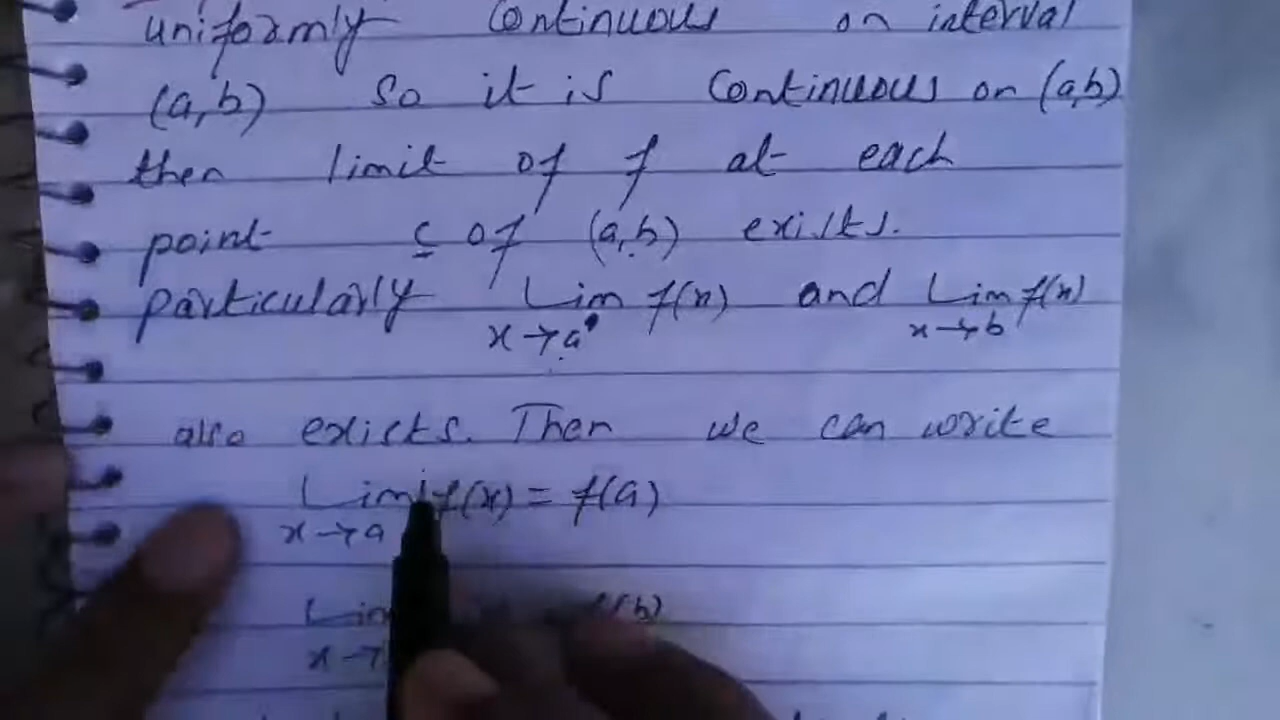 uniformly continuous on interval
(a,b) so it is continuous on (a,b)
then limit of f at each
point c of (a,b) exists.
particularly Lim f(x) and Lim f(x)
x→a x→b
also exists. Then we can write
Lim f(x) = f(a)
x→a
Lim f(b)
x→